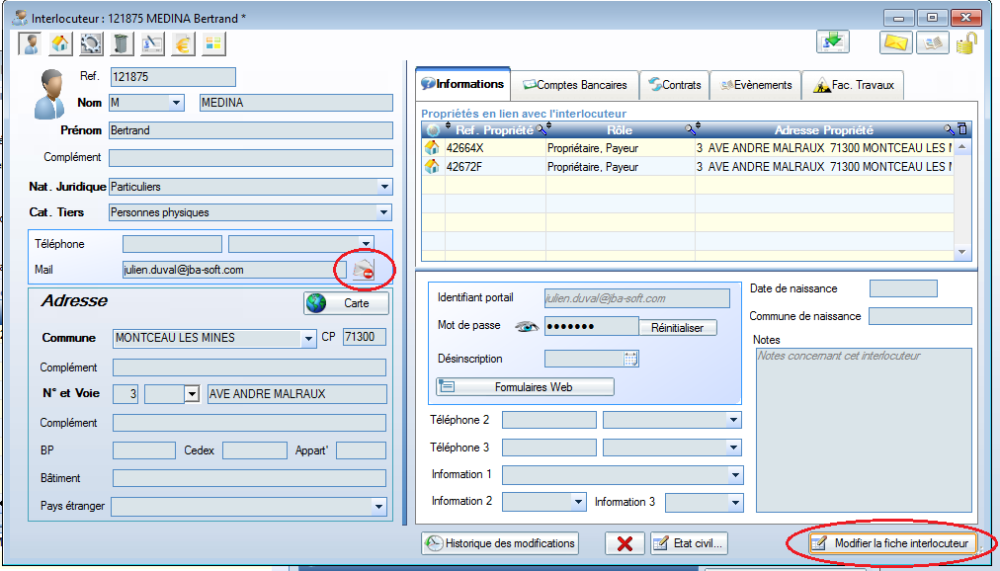 Interlocuteur : 121875 MEDINA Bertrand *
Ref. 121875
Nom M MEDINA
Prénom Bertrand
Complément
Nat. Juridique Particuliers
Cat. Tiers Personnes physiques
Téléphone
Mail julien.duval@jba-soft.com
Adresse Carte
Commune MONTCEAU LES MINES CP 71300
Complément
N° et Voie 3 AVE ANDRE MALRAUX
Complément
BP Cedex Appart'
Bâtiment
Pays étranger
Informations Comptes Bancaires Contrats Evènements Fac. Travaux
Propriétés en lien avec l'interlocuteur
Ref. Propriété Rôle Adresse Propriété
42664X Propriétaire, Payeur 3 AVE ANDRE MALRAUX 71300 MONTCEAU LES
42672F Propriétaire, Payeur 3 AVE ANDRE MALRAUX 71300 MONTCEAU LES
Identifiant portail julien.duval@jba-soft.com
Mot de passe ●●●●●●● Réinitialiser
Désinscription
Formulaires Web
Date de naissance
Commune de naissance
Notes
Notes concernant cet interlocuteur
Téléphone 2
Téléphone 3
Information 1
Information 2 Information 3
Historique des modifications Etat civil... Modifier la fiche interlocuteur